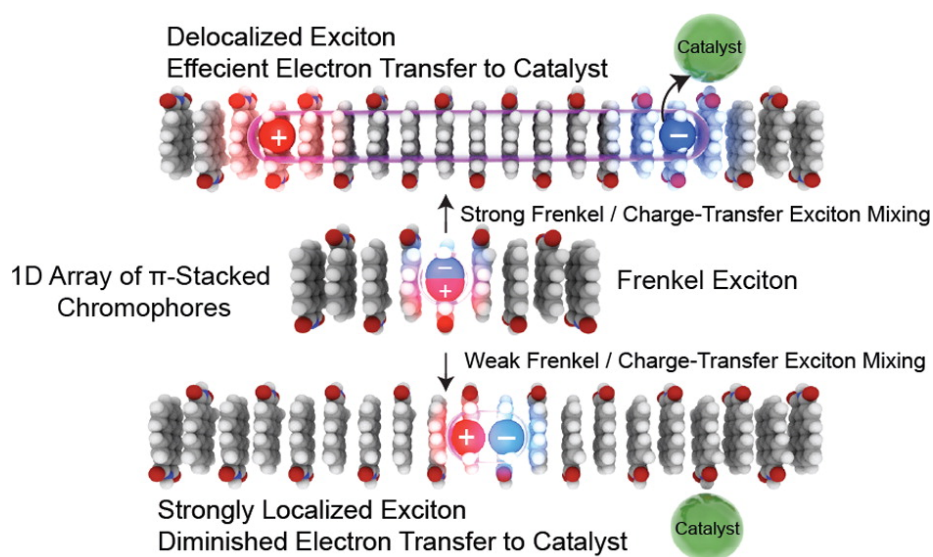 Delocalized Exciton
Effecient Electron Transfer to Catalyst
Catalyst
+
−
Strong Frenkel / Charge-Transfer Exciton Mixing
1D Array of π-Stacked
Chromophores
−
+
Frenkel Exciton
Weak Frenkel / Charge-Transfer Exciton Mixing
+
−
Strongly Localized Exciton
Diminished Electron Transfer to Catalyst
Catalyst